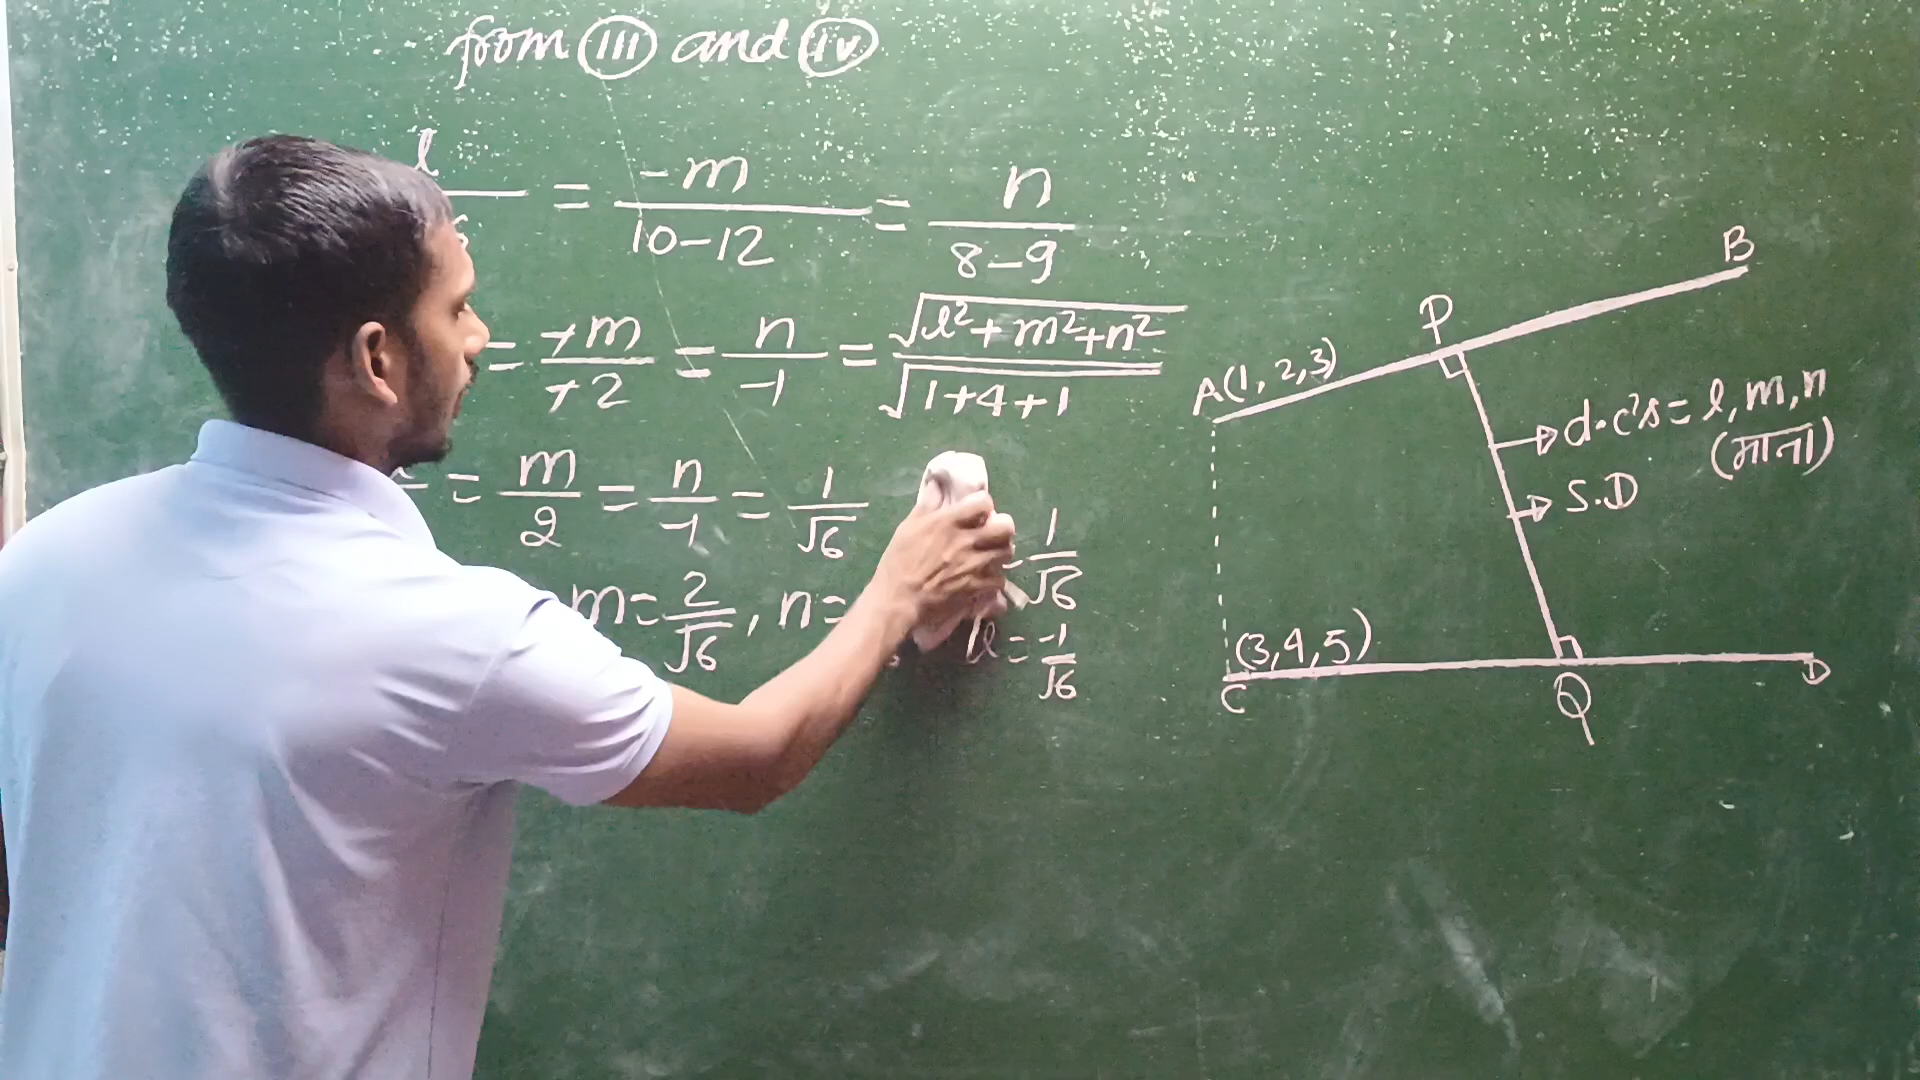 from (III) and (iv)
l = -m/10-12 = n/8-9
= +m/+2 = n/-1 = √l²+m²+n²/√1+4+1
= m/2 = n/-1 = 1/√6
= 1/√6
m=2/√6, n=
l=-1/√6
B
P
A(1,2,3)
d.c's=l,m,n
(माना)
S.D
(3,4,5)
C
Q
D